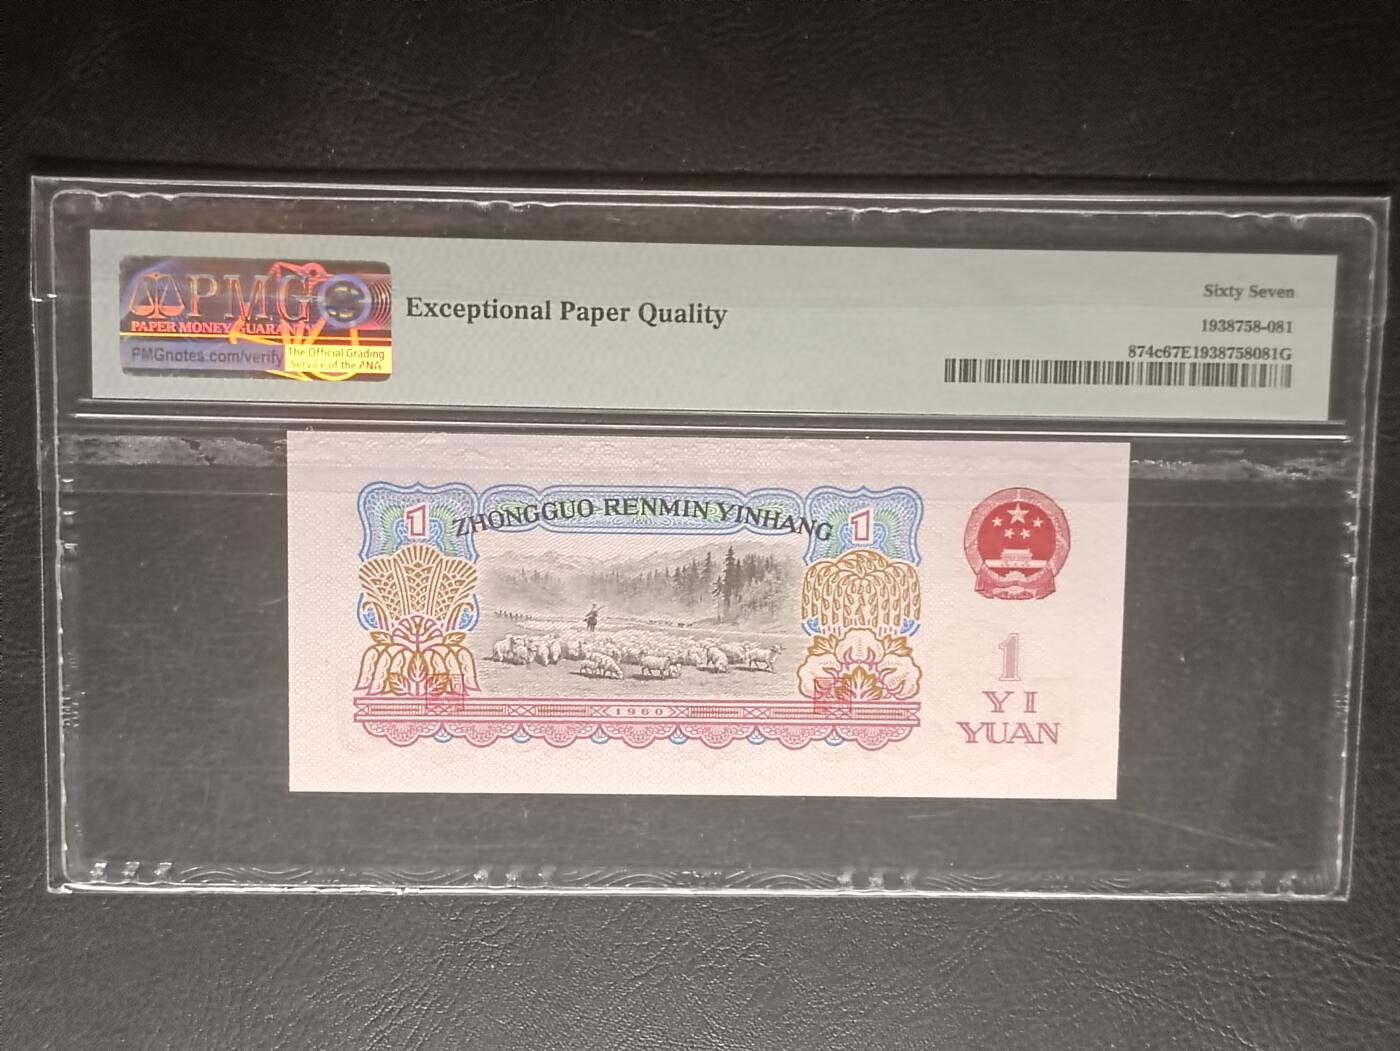 PMG
PAPER MONEY GUARANTY
PMGnotes.com/verify
The Official Grading
Service of the PNG
Exceptional Paper Quality
Sixty Seven
1938758-081
874c67E1938758081G
1
ZHONGGUO RENMIN YINHANG
1
1960
1
YI
YUAN